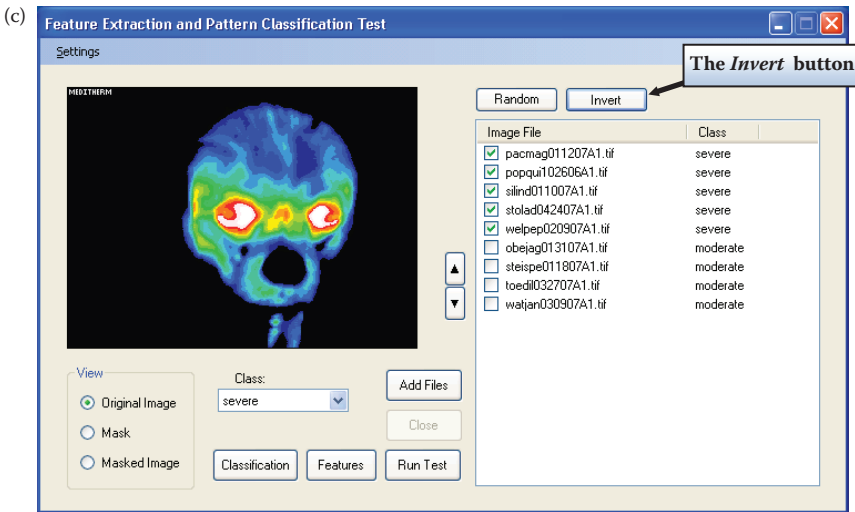 (c)
Feature Extraction and Pattern Classification Test
Settings
The Invert button
MEDITHERM
Random Invert
Image File Class
pacmag011207A1.tif severe
popqui102606A1.tif severe
silind011007A1.tif severe
stolad042407A1.tif severe
welpep020907A1.tif severe
obejag013107A1.tif moderate
steispe011807A1.tif moderate
toedil032707A1.tif moderate
watjan030907A1.tif moderate
View
Original Image
Mask
Masked Image
Class:
severe
Add Files
Close
Classification Features Run Test